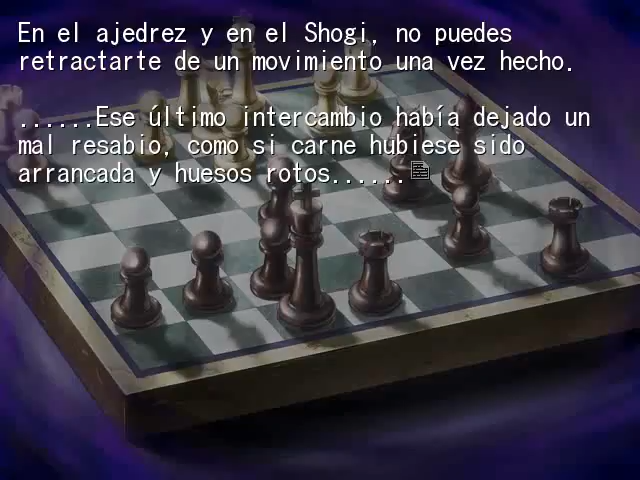 En el ajedrez y en el Shogi, no puedes
retractarte de un movimiento una vez hecho.
......Ese último intercambio había dejado un
mal resabio, como si carne hubiese sido
arrancada y huesos rotos......